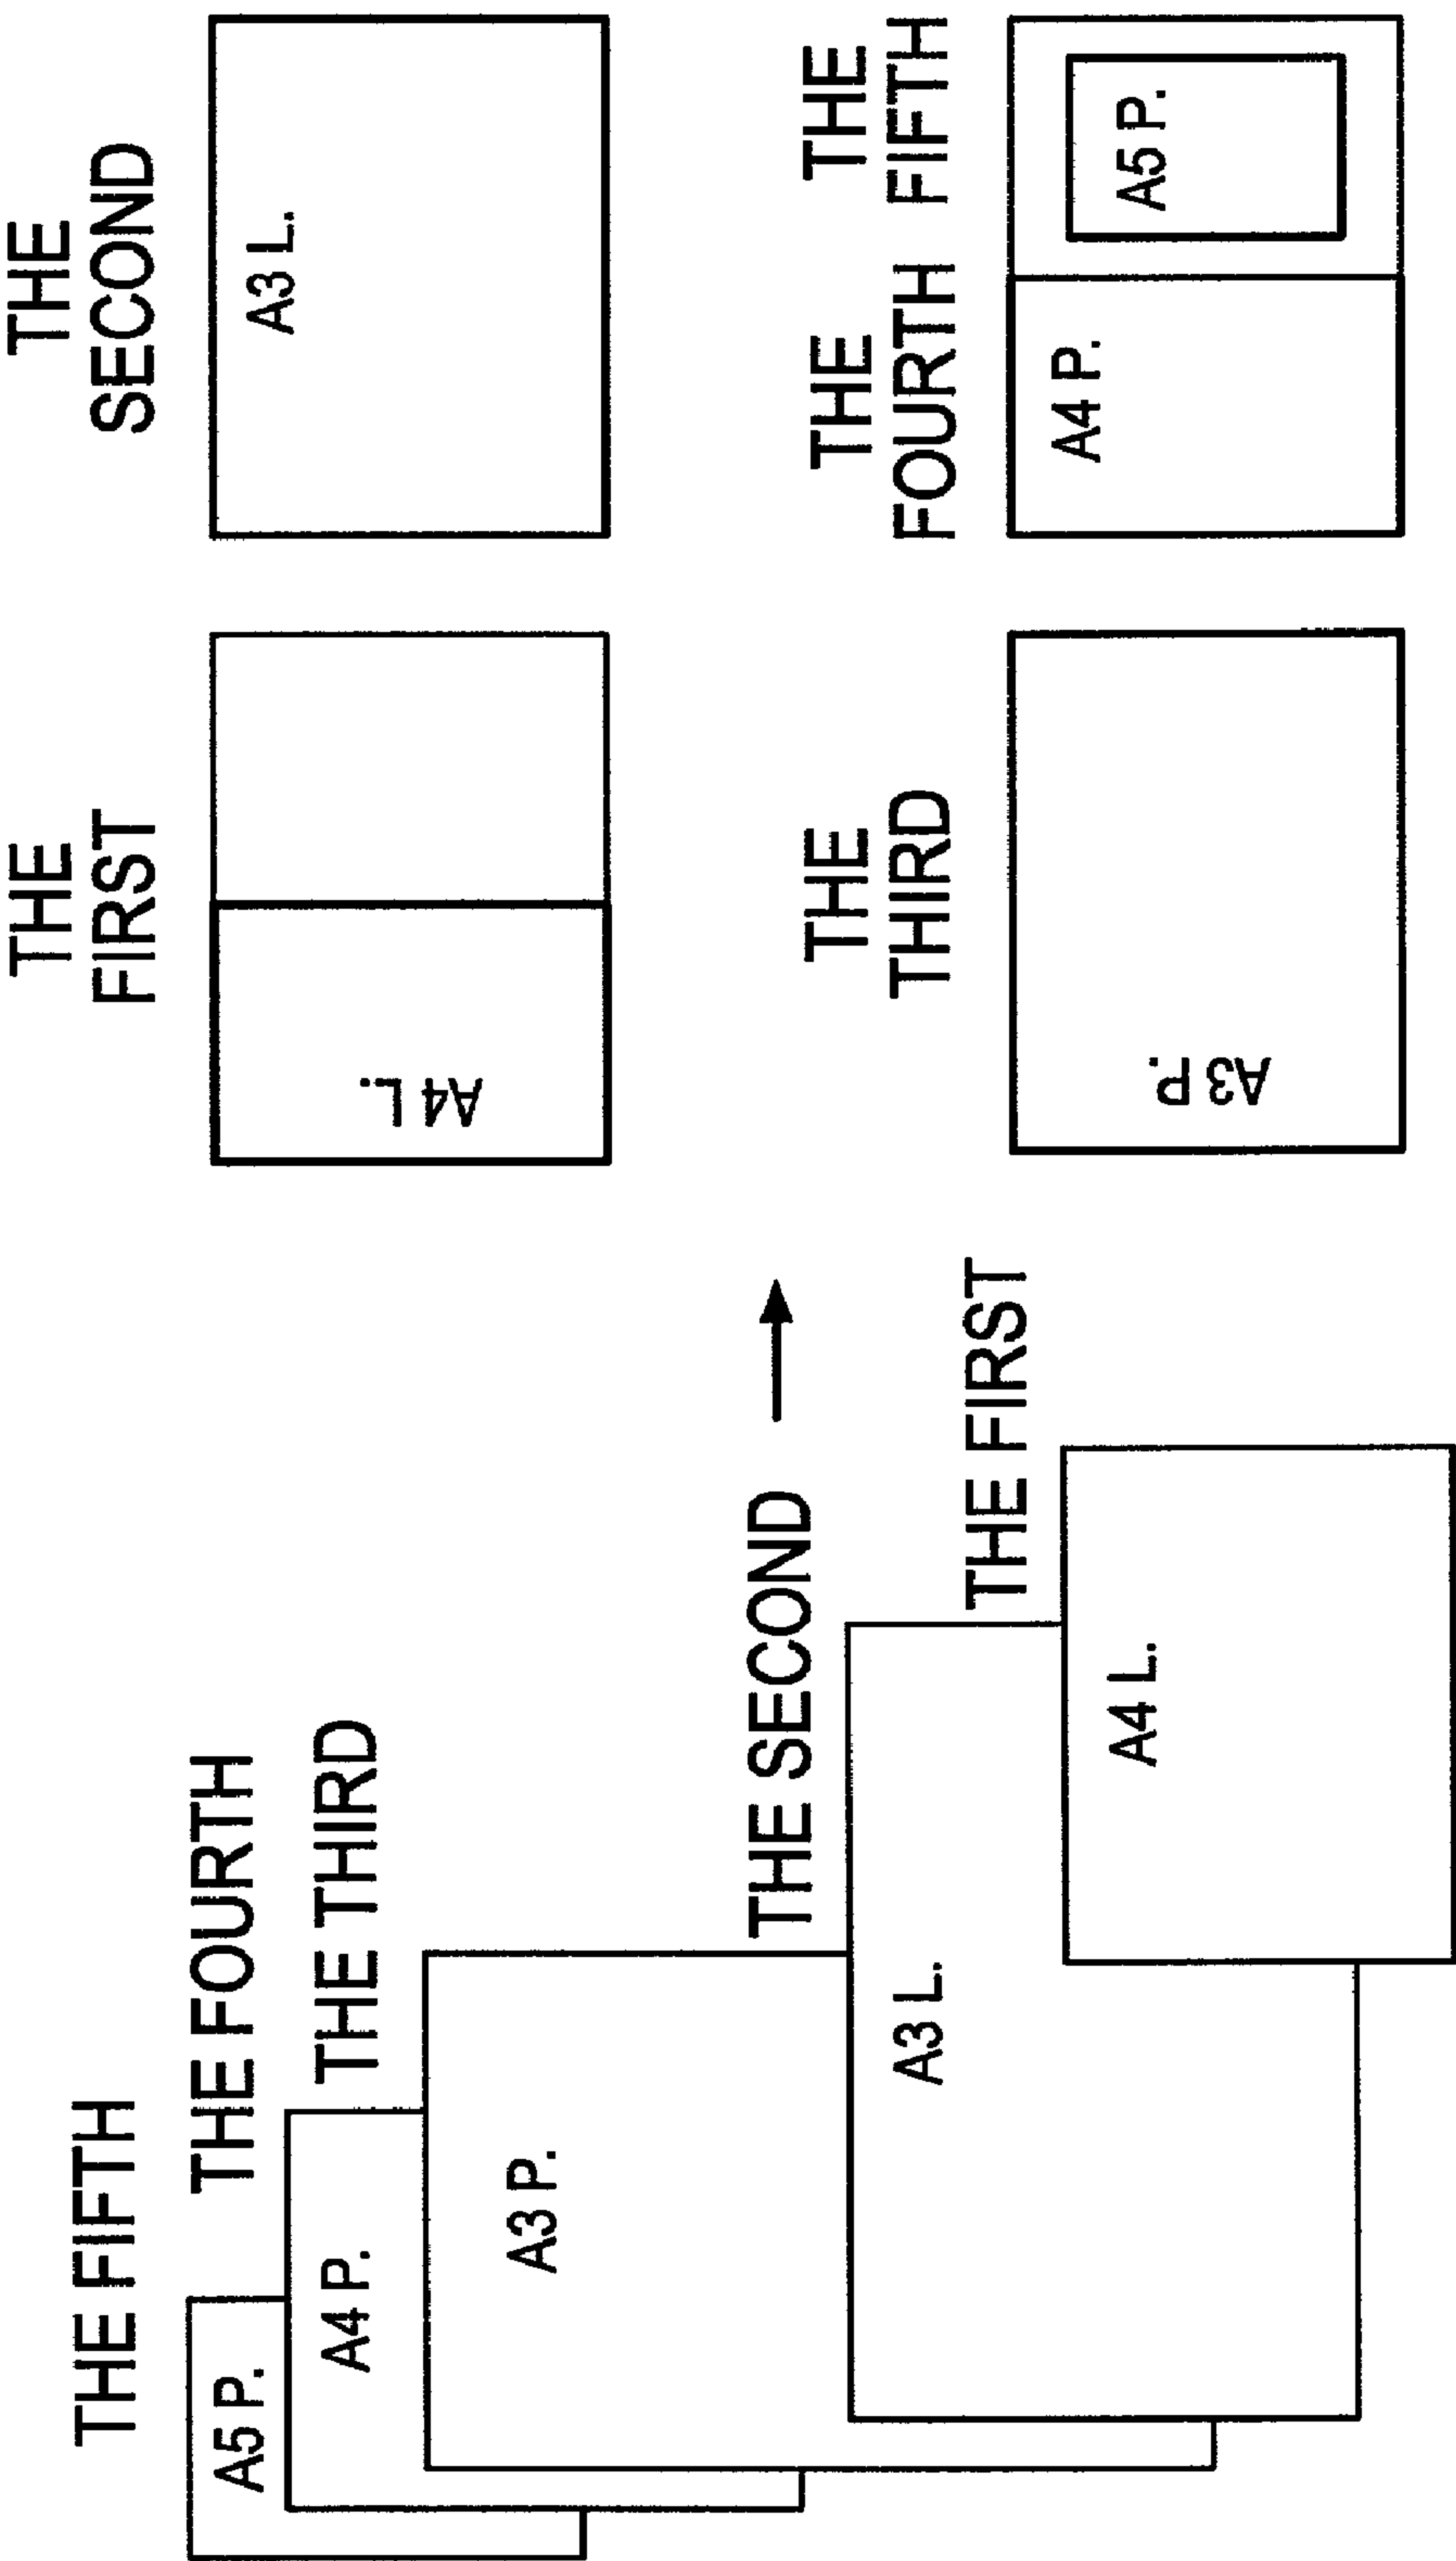 THE FIFTH
A5 P.
THE FOURTH
A4 P.
THE THIRD
A3 P.
THE SECOND
A3 L.
THE FIRST
A4 L.
THE
FIRST
A4 L.
THE
SECOND
A3 L.
THE
THIRD
A3 P.
THE
FOURTH
A4 P.
THE
FIFTH
A5 P.